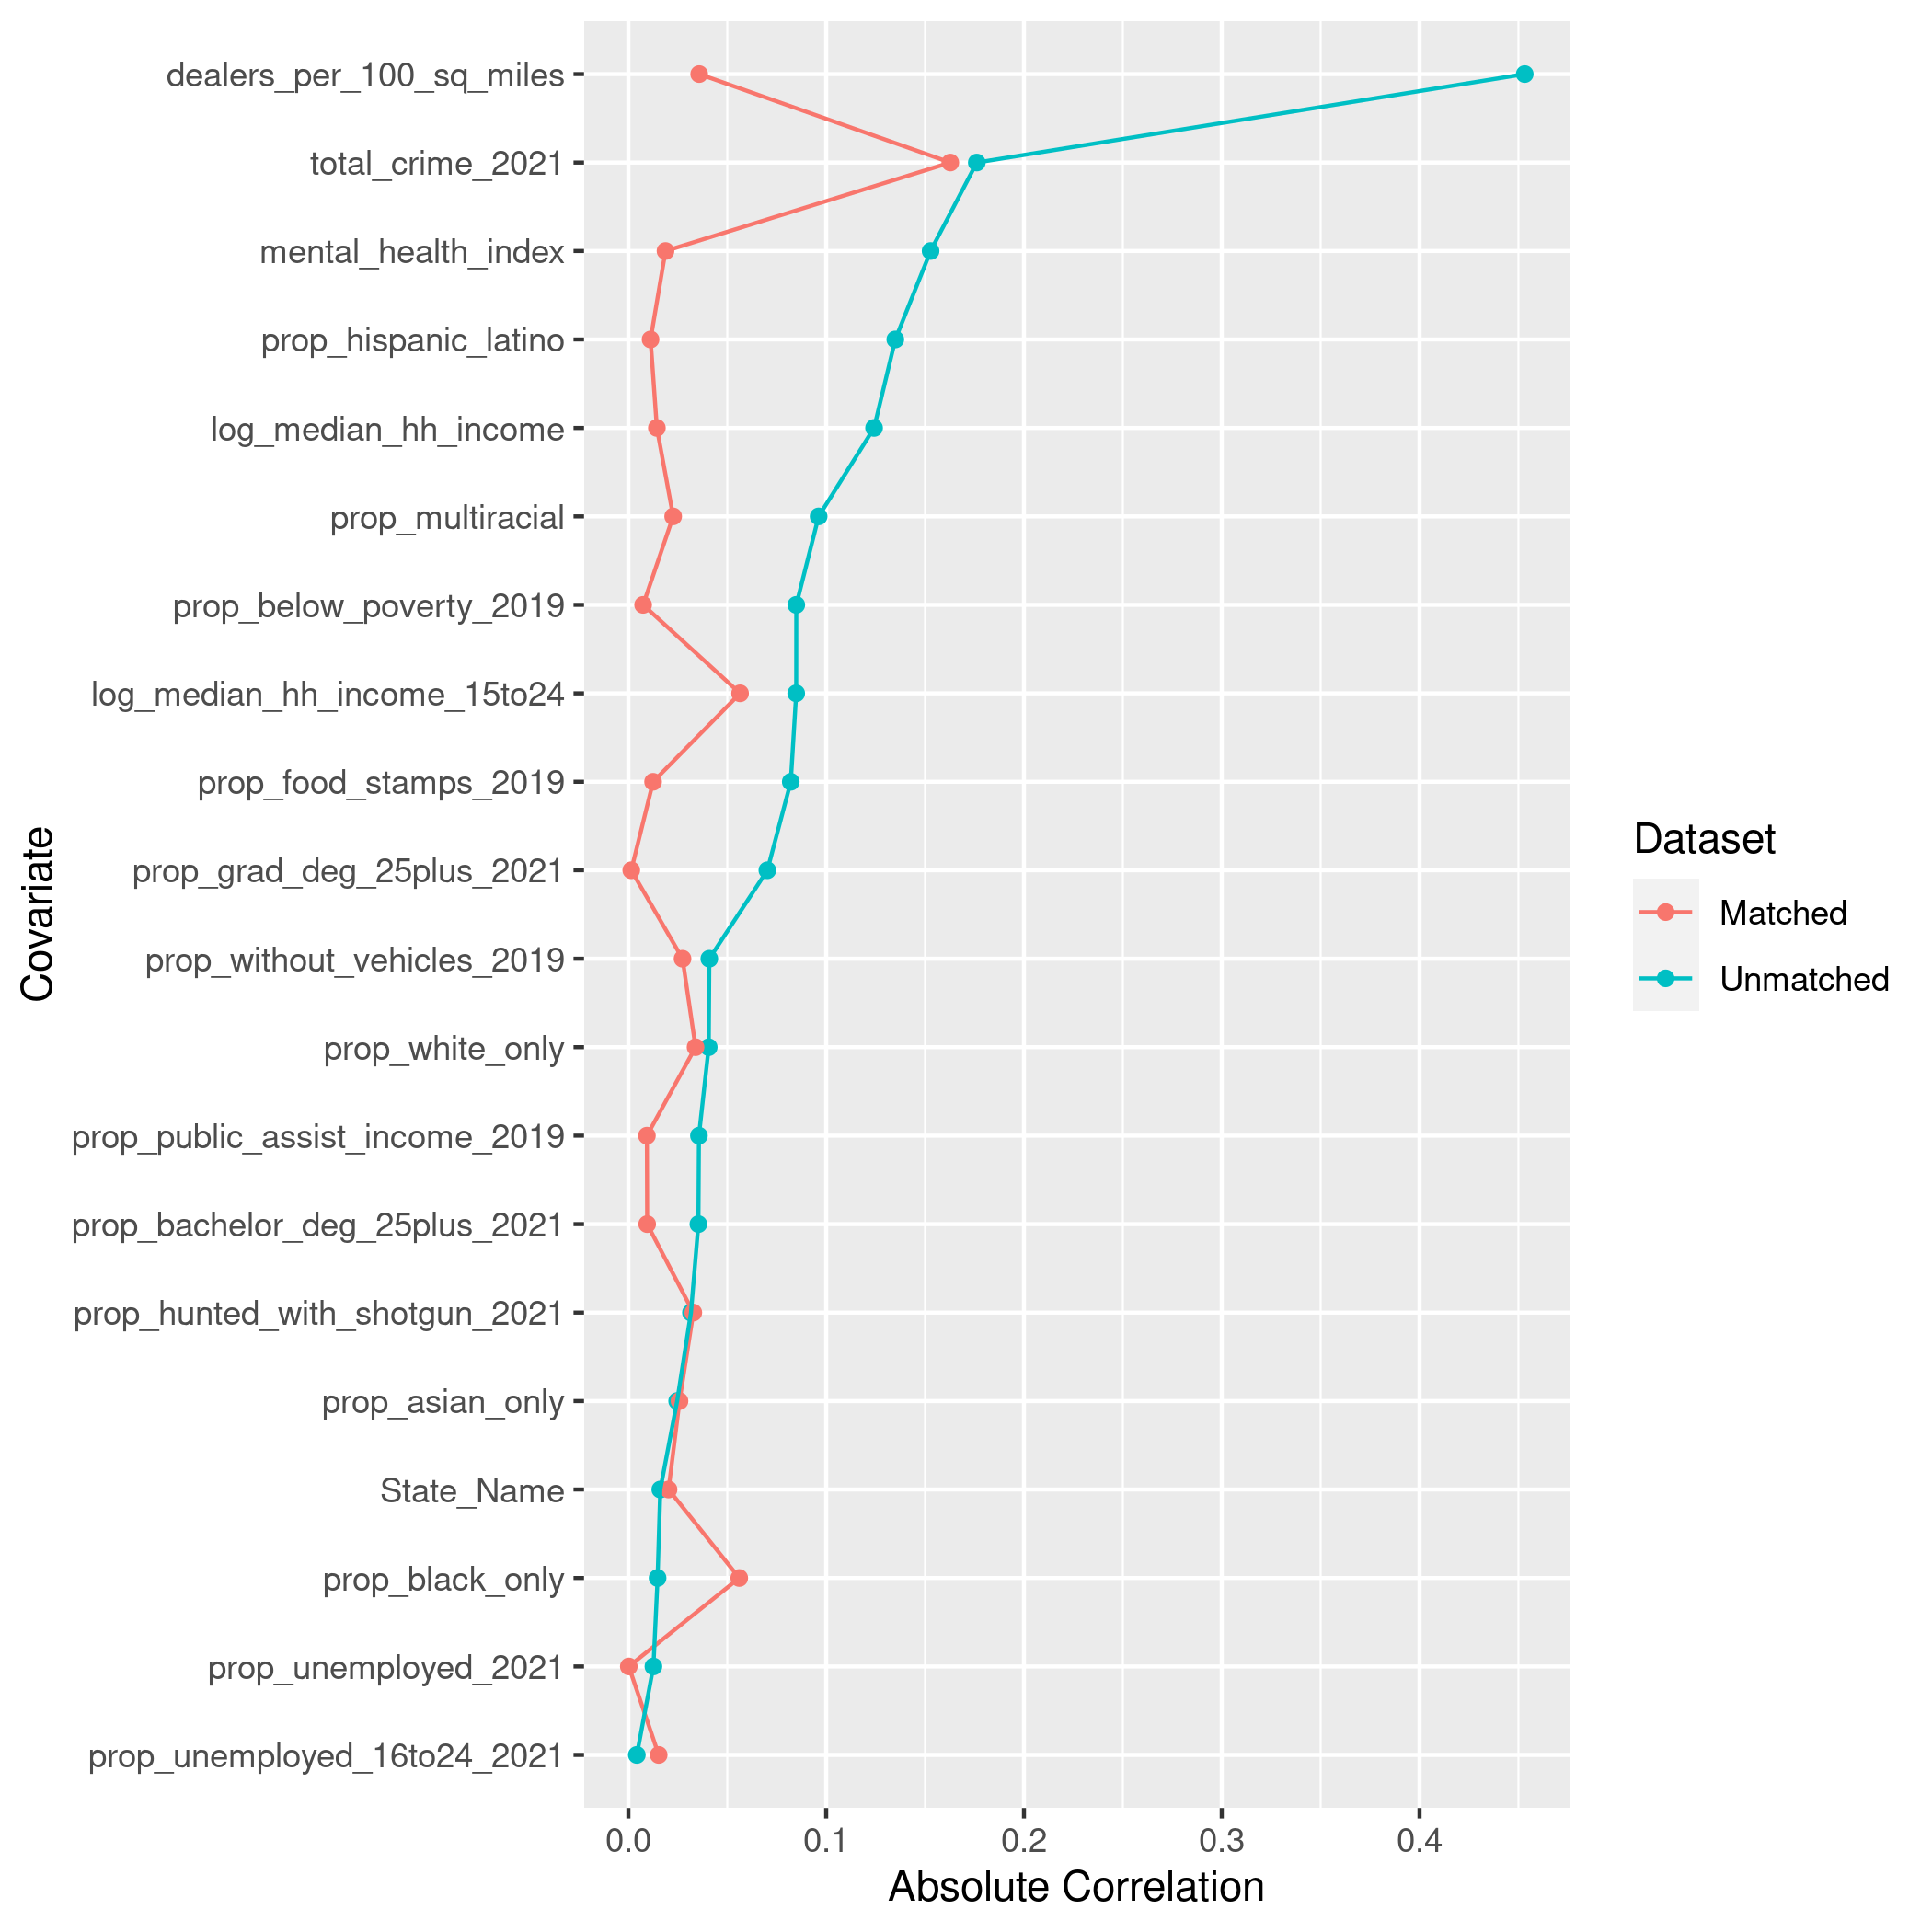 dealers_per_100_sq_miles
total_crime_2021
mental_health_index
prop_hispanic_latino
log_median_hh_income
prop_multiracial
prop_below_poverty_2019
log_median_hh_income_15to24
prop_food_stamps_2019
prop_grad_deg_25plus_2021
prop_without_vehicles_2019
prop_white_only
prop_public_assist_income_2019
prop_bachelor_deg_25plus_2021
prop_hunted_with_shotgun_2021
prop_asian_only
State_Name
prop_black_only
prop_unemployed_2021
prop_unemployed_16to24_2021
Covariate
0.0 0.1 0.2 0.3 0.4
Absolute Correlation
Dataset
Matched
Unmatched